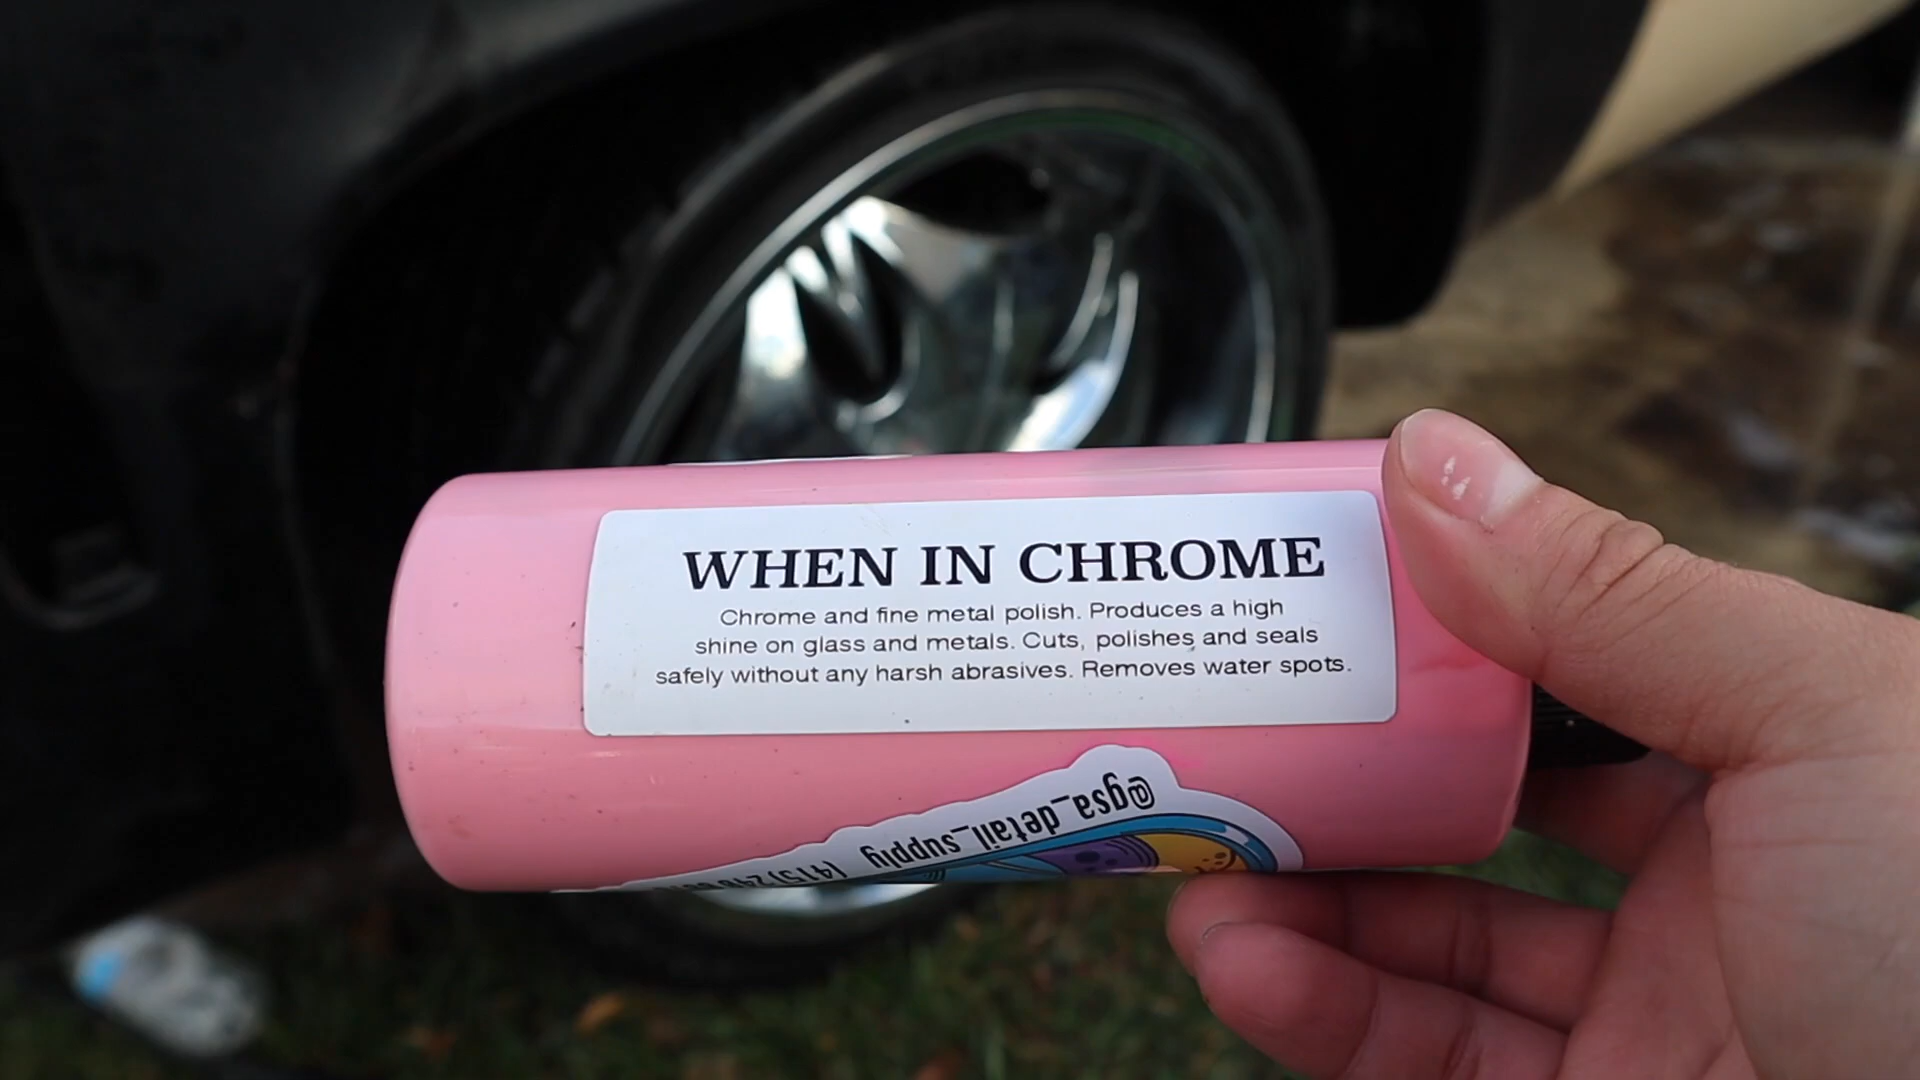 WHEN IN CHROME
Chrome and fine metal polish. Produces a high
shine on glass and metals. Cuts, polishes and seals
safely without any harsh abrasives. Removes water spots.
@gsa_detail_supply